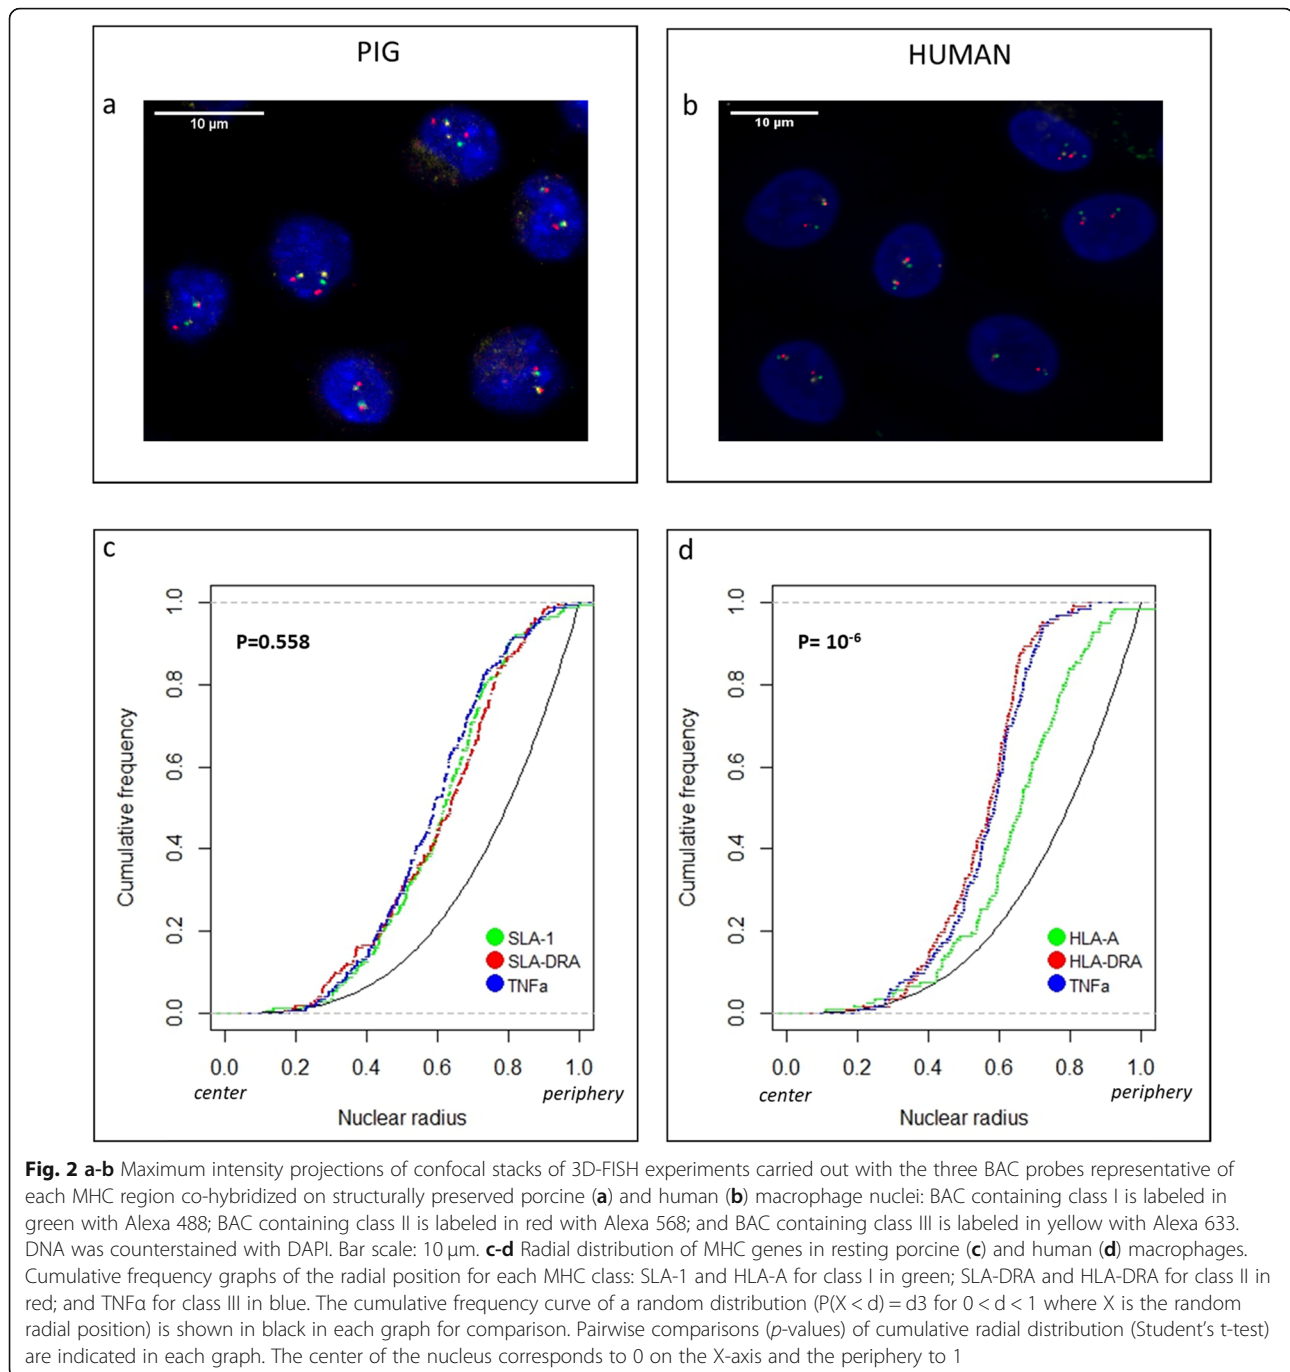 PIG
HUMAN
a
b
10 µm
10 µm
c
d
P=0.558
P= 10⁻⁶
Cumulative frequency
Cumulative frequency
1.0
0.8
0.6
0.4
0.2
0.0
1.0
0.8
0.6
0.4
0.2
0.0
SLA-1
SLA-DRA
TNFa
HLA-A
HLA-DRA
TNFa
0.0 0.2 0.4 0.6 0.8 1.0
0.0 0.2 0.4 0.6 0.8 1.0
center periphery
center periphery
Nuclear radius
Nuclear radius
Fig. 2 a-b Maximum intensity projections of confocal stacks of 3D-FISH experiments carried out with the three BAC probes representative of
each MHC region co-hybridized on structurally preserved porcine (a) and human (b) macrophage nuclei: BAC containing class I is labeled in
green with Alexa 488; BAC containing class II is labeled in red with Alexa 568; and BAC containing class III is labeled in yellow with Alexa 633.
DNA was counterstained with DAPI. Bar scale: 10 µm. c-d Radial distribution of MHC genes in resting porcine (c) and human (d) macrophages.
Cumulative frequency graphs of the radial position for each MHC class: SLA-1 and HLA-A for class I in green; SLA-DRA and HLA-DRA for class II in
red; and TNFα for class III in blue. The cumulative frequency curve of a random distribution (P(X < d) = d3 for 0 < d < 1 where X is the random
radial position) is shown in black in each graph for comparison. Pairwise comparisons (p-values) of cumulative radial distribution (Student's t-test)
are indicated in each graph. The center of the nucleus corresponds to 0 on the X-axis and the periphery to 1